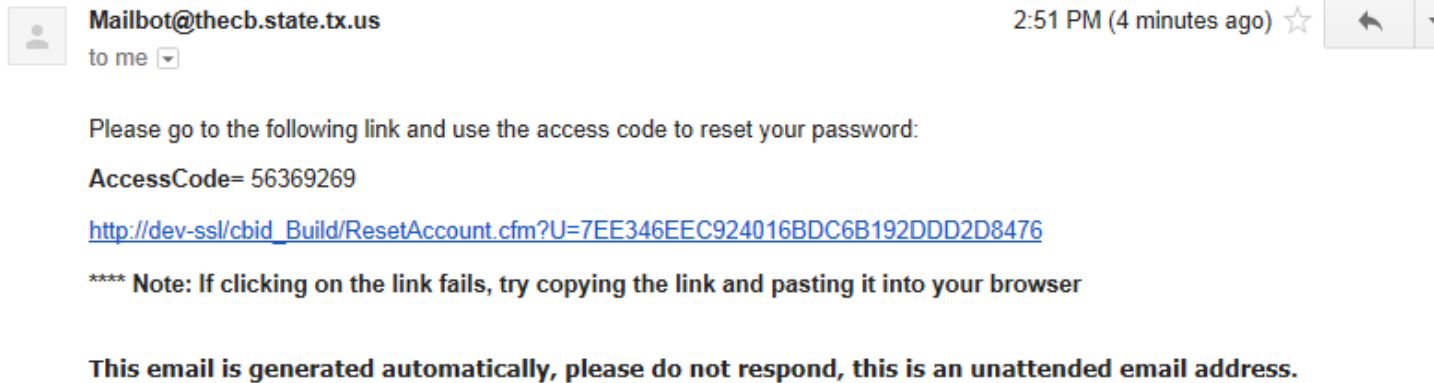 Mailbot@thecb.state.tx.us 2:51 PM (4 minutes ago)
to me
Please go to the following link and use the access code to reset your password:
AccessCode= 56369269
http://dev-ssl/cbid_Build/ResetAccount.cfm?U=7EE346EEC924016BDC6B192DDD2D8476
**** Note: If clicking on the link fails, try copying the link and pasting it into your browser
This email is generated automatically, please do not respond, this is an unattended email address.